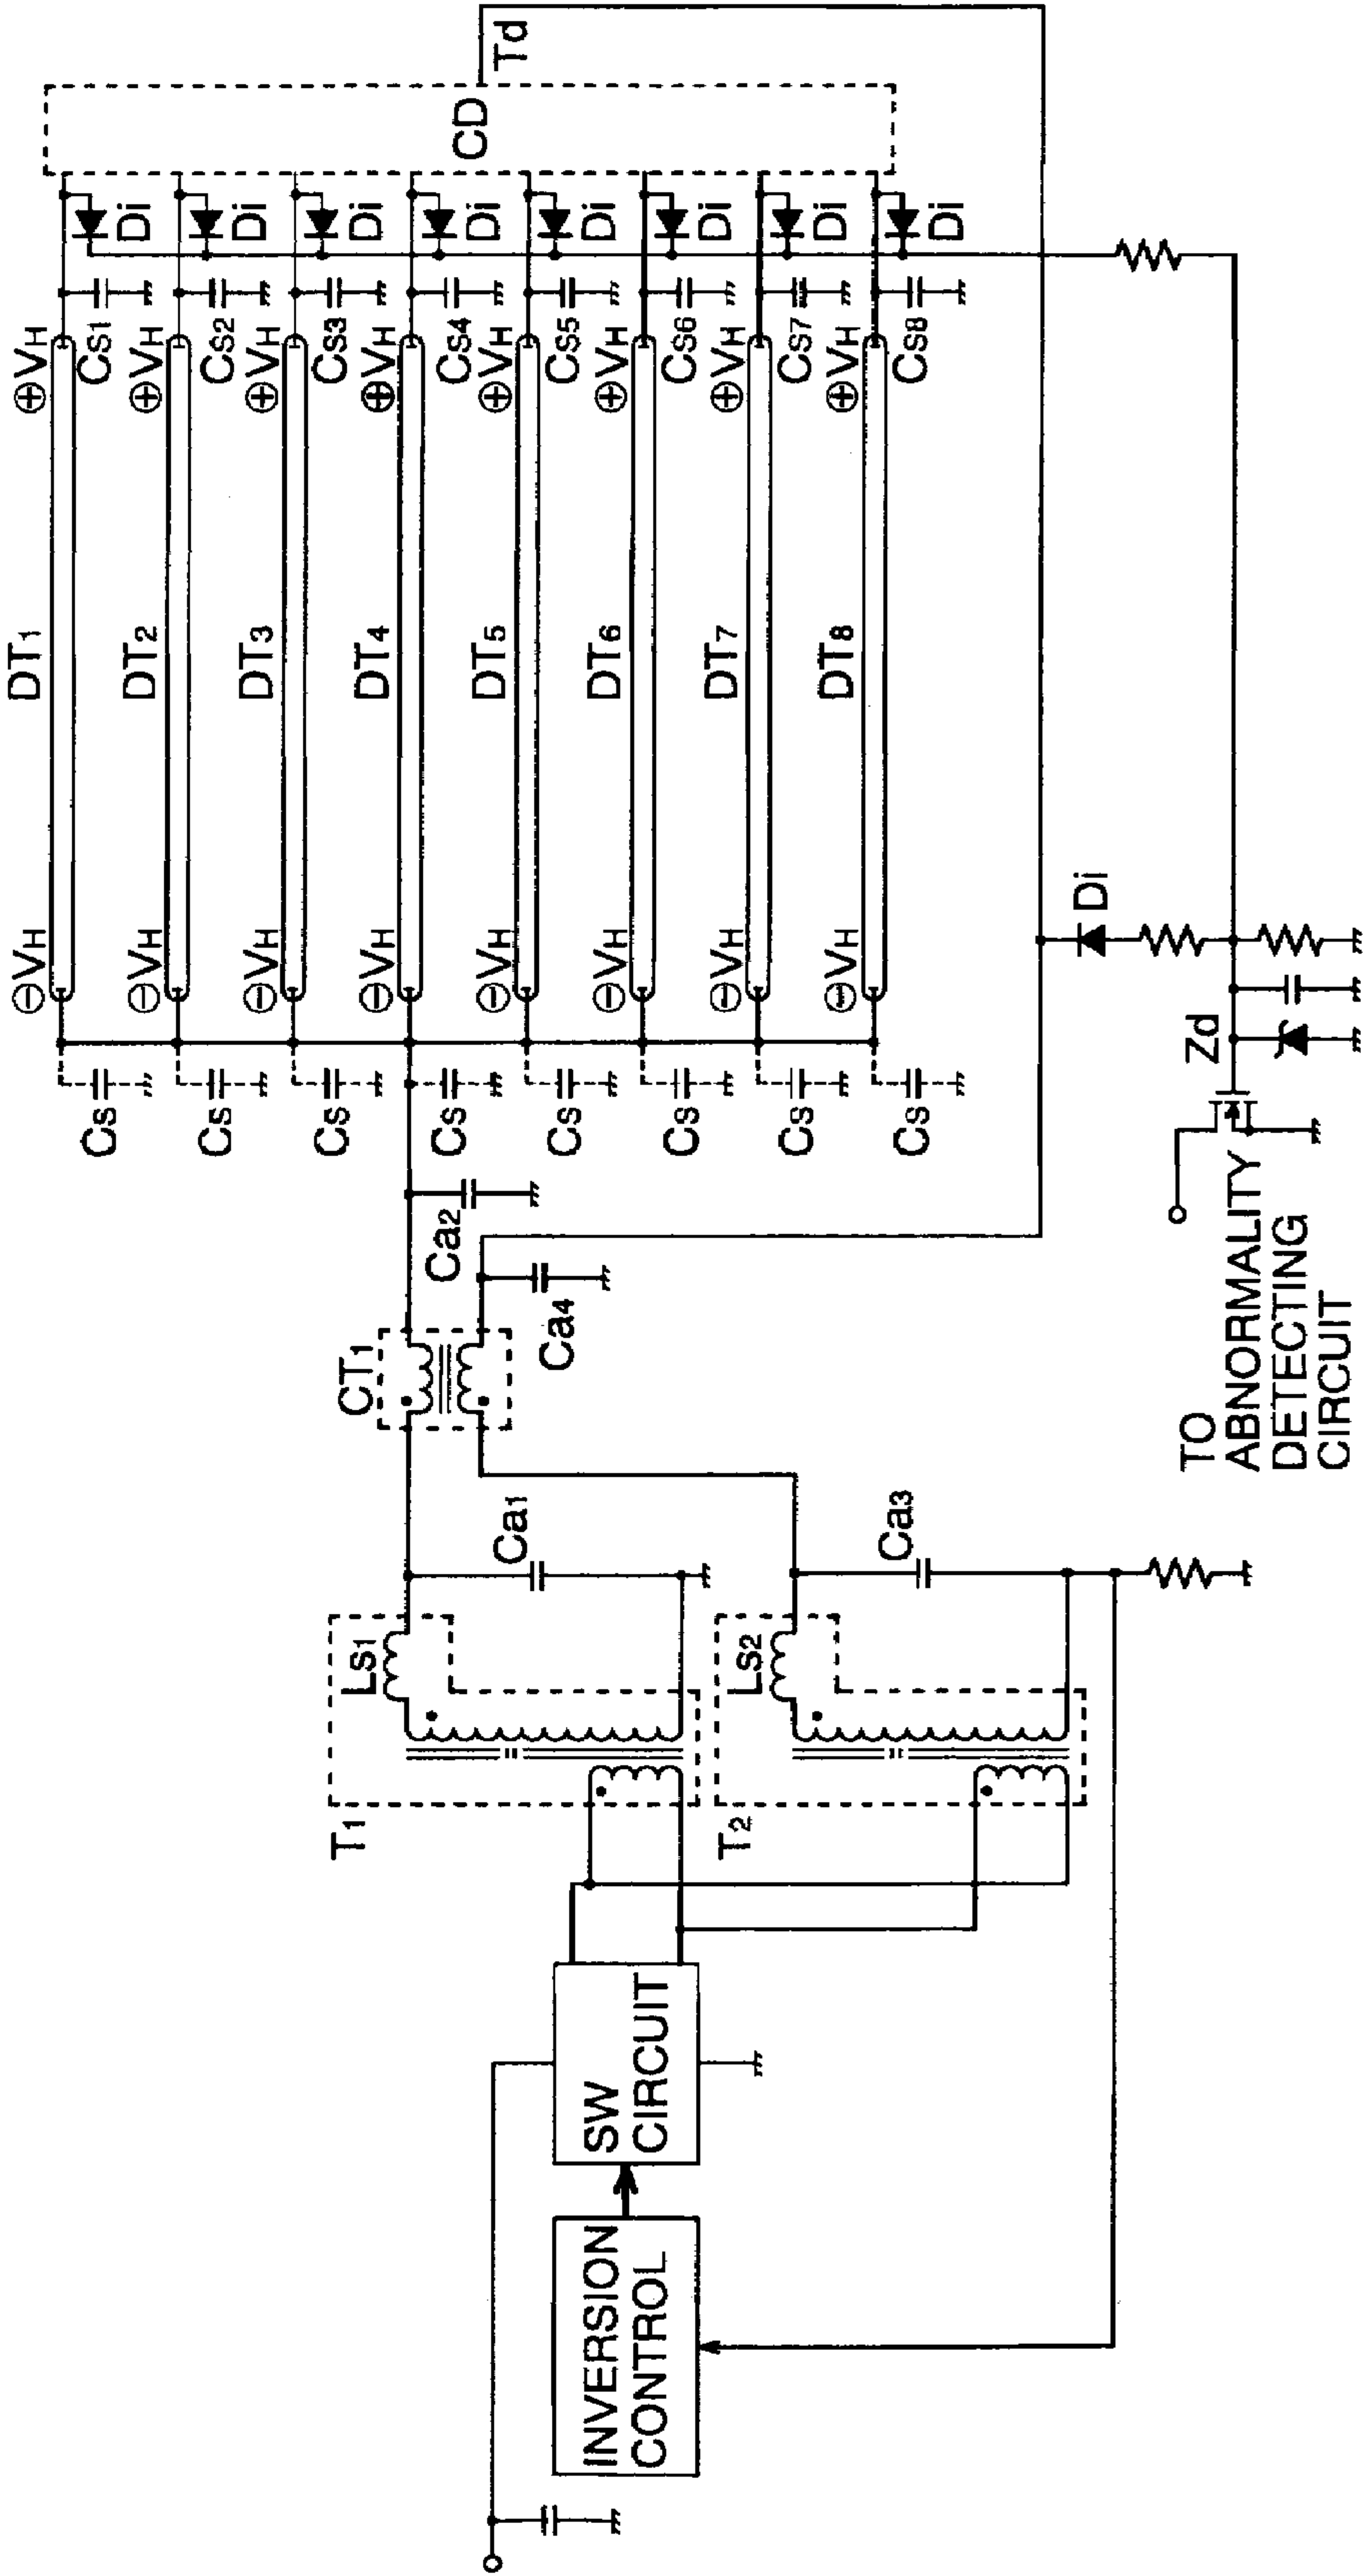 INVERSION
CONTROL
SW
CIRCUIT
T1
T2
LS1
LS2
Ca1
Ca3
CT1
Ca2
Ca4
CS
CS
CS
CS
CS
CS
CS
CS
⊖VH DT1 ⊕VH
⊖VH DT2 ⊕VH
⊖VH DT3 ⊕VH
⊖VH DT4 ⊕VH
⊖VH DT5 ⊕VH
⊖VH DT6 ⊕VH
⊖VH DT7 ⊕VH
⊖VH DT8 ⊕VH
CS1 Di
CS2 Di
CS3 Di
CS4 Di
CS5 Di
CS6 Di
CS7 Di
CS8 Di
CD
Td
Di
Zd
TO
ABNORMALITY
DETECTING
CIRCUIT